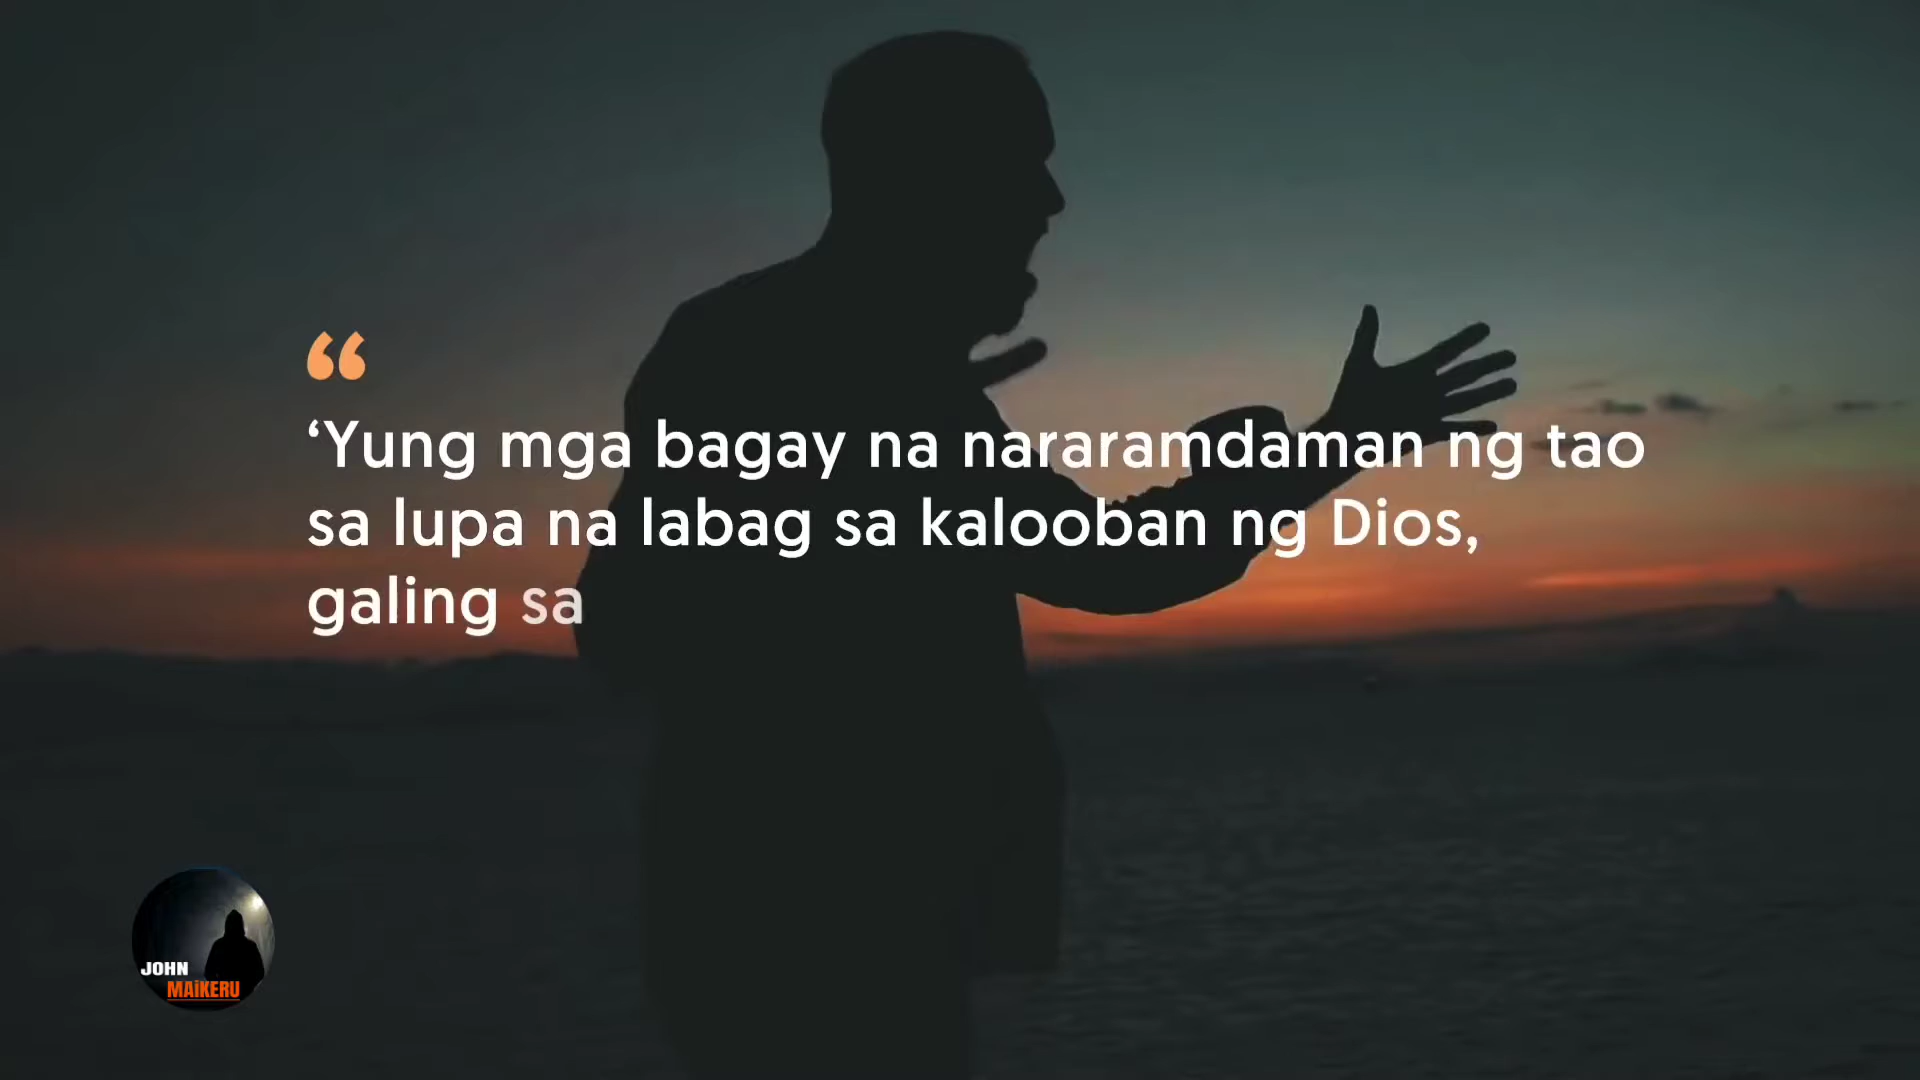 “
‘Yung mga bagay na nararamdaman ng tao
sa lupa na labag sa kalooban ng Dios,
galing sa
JOHN
MAiKERU